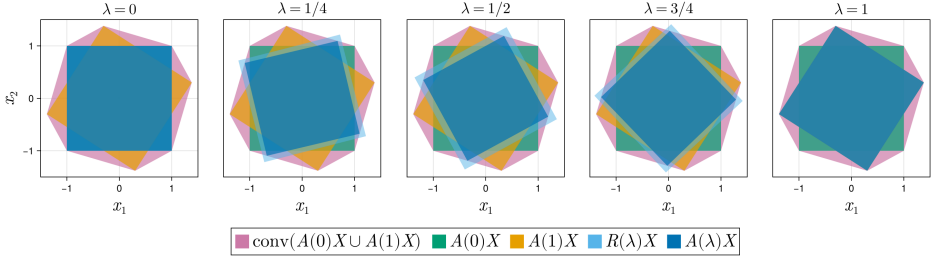 λ = 0 λ = 1/4 λ = 1/2 λ = 3/4 λ = 1
1
0
−1
x₂
−1 0 1 −1 0 1 −1 0 1 −1 0 1 −1 0 1
x₁ x₁ x₁ x₁ x₁
conv(A(0)X ∪ A(1)X) A(0)X A(1)X R(λ)X A(λ)X